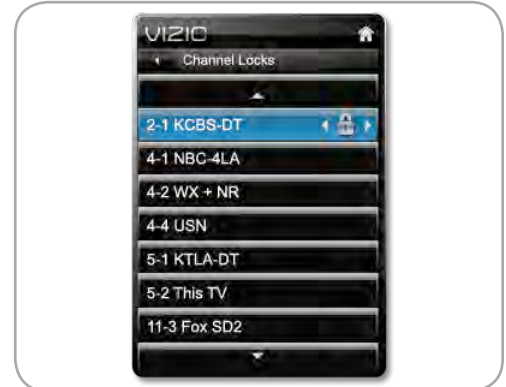 VIZIO
Channel Locks
2-1 KCBS-DT
4-1 NBC-4LA
4-2 WX + NR
4-4 USN
5-1 KTLA-DT
5-2 This TV
11-3 Fox SD2